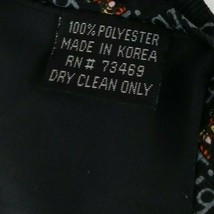 100% POLYESTER
MADE IN KOREA
RN # 73469
DRY CLEAN ONLY